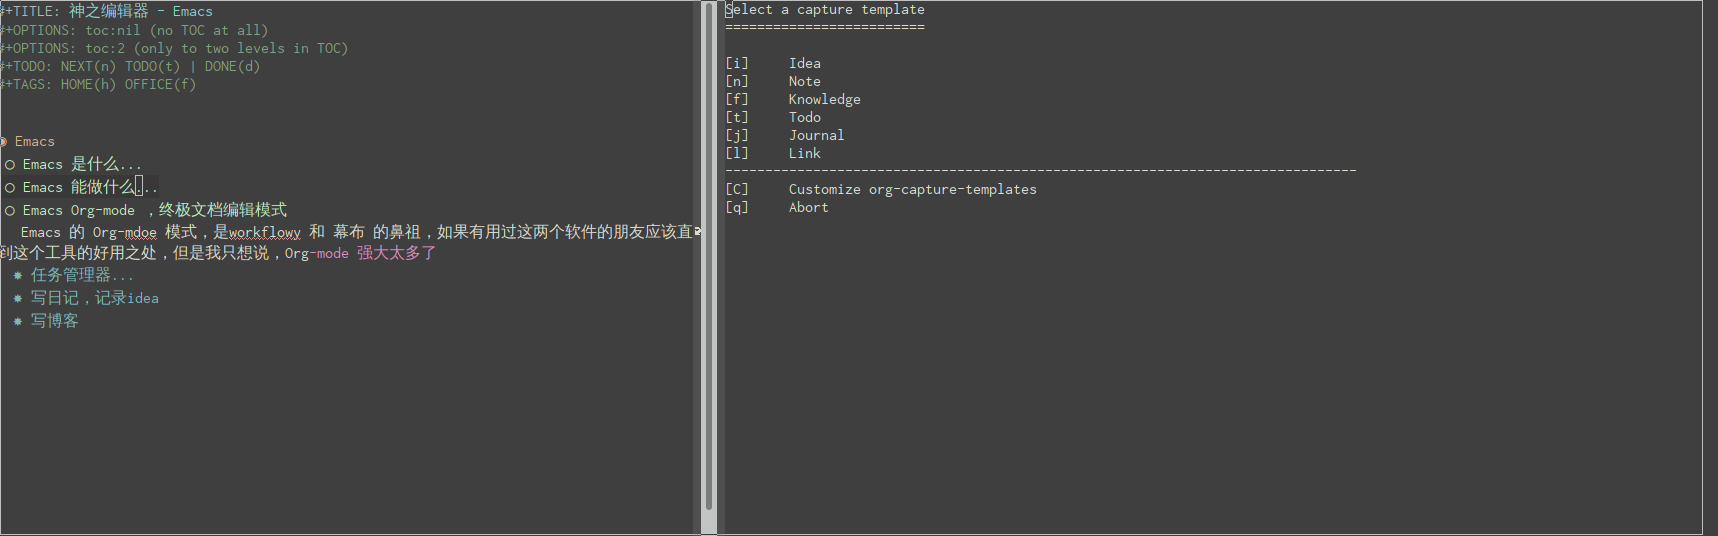 #+TITLE: 神之编辑器 - Emacs
#+OPTIONS: toc:nil (no TOC at all)
#+OPTIONS: toc:2 (only to two levels in TOC)
#+TODO: NEXT(n) TODO(t) | DONE(d)
#+TAGS: HOME(h) OFFICE(f)
Emacs
Emacs 是什么...
Emacs 能做什么...
Emacs Org-mode ，终极文档编辑模式
Emacs 的 Org-mdoe 模式，是workflowy 和 幕布 的鼻祖，如果有用过这两个软件的朋友应该直
到这个工具的好用之处，但是我只想说，Org-mode 强大太多了
任务管理器...
写日记，记录idea
写博客
Select a capture template
=========================
[i] Idea
[n] Note
[f] Knowledge
[t] Todo
[j] Journal
[l] Link
-------------------------------------------------------------------------------
[C] Customize org-capture-templates
[q] Abort